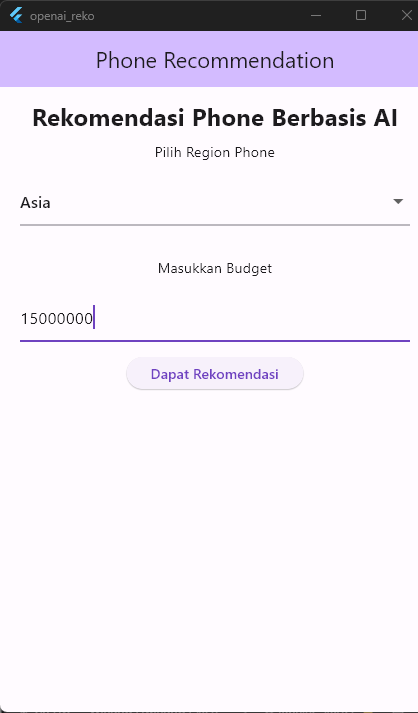 openai_reko
Phone Recommendation
Rekomendasi Phone Berbasis AI
Pilih Region Phone
Asia
Masukkan Budget
15000000
Dapat Rekomendasi